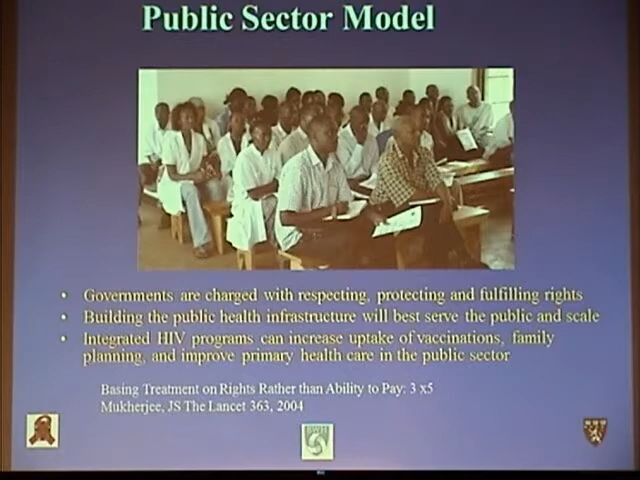 Public Sector Model
• Governments are charged with respecting, protecting and fulfilling rights
• Building the public health infrastructure will best serve the public and scale
• Integrated HIV programs can increase uptake of vaccinations, family
planning, and improve primary health care in the public sector
Basing Treatment on Rights Rather than Ability to Pay: 3 x5
Mukherjee, JS The Lancet 363, 2004